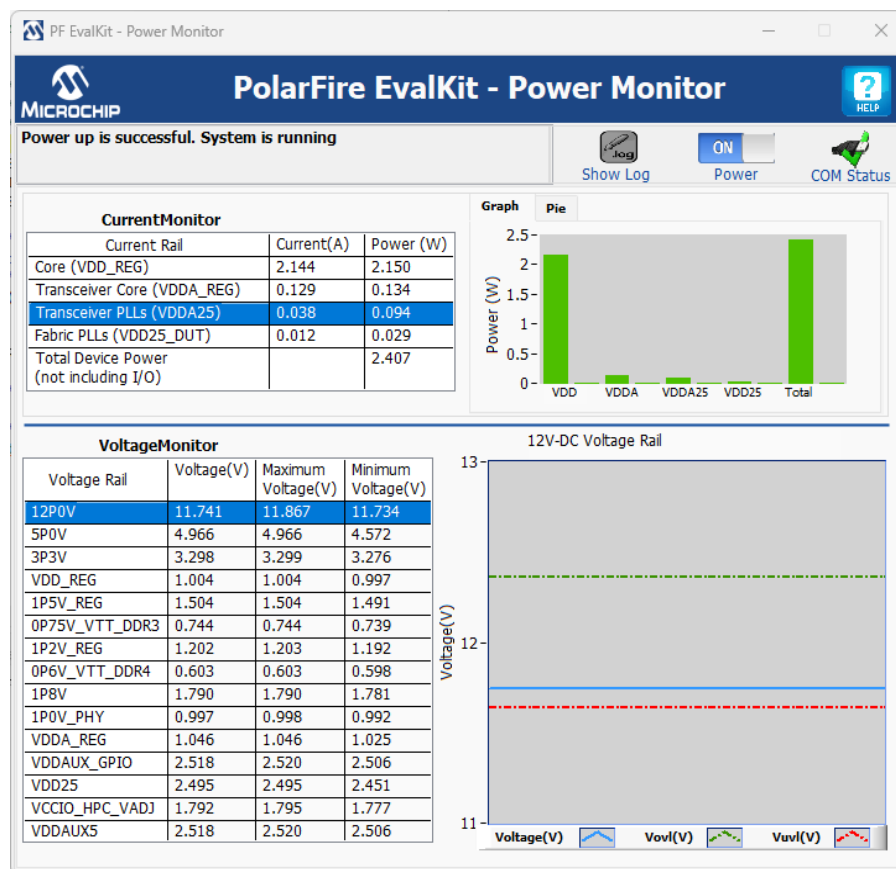 PF EvalKit - Power Monitor
MICROCHIP
PolarFire EvalKit - Power Monitor
?
HELP
Power up is successful. System is running
.log
Show Log
ON
Power
COM Status
CurrentMonitor
Current Rail Current(A) Power (W)
Core (VDD_REG) 2.144 2.150
Transceiver Core (VDDA_REG) 0.129 0.134
Transceiver PLLs (VDDA25) 0.038 0.094
Fabric PLLs (VDD25_DUT) 0.012 0.029
Total Device Power 2.407
(not including I/O)
Graph Pie
Power (W)
2.5
2
1.5
1
0.5
0
VDD VDDA VDDA25 VDD25 Total
VoltageMonitor
Voltage Rail Voltage(V) Maximum Voltage(V) Minimum Voltage(V)
12P0V 11.741 11.867 11.734
5P0V 4.966 4.966 4.572
3P3V 3.298 3.299 3.276
VDD_REG 1.004 1.004 0.997
1P5V_REG 1.504 1.504 1.491
0P75V_VTT_DDR3 0.744 0.744 0.739
1P2V_REG 1.202 1.203 1.192
0P6V_VTT_DDR4 0.603 0.603 0.598
1P8V 1.790 1.790 1.781
1P0V_PHY 0.997 0.998 0.992
VDDA_REG 1.046 1.046 1.025
VDDAUX_GPIO 2.518 2.520 2.506
VDD25 2.495 2.495 2.451
VCCIO_HPC_VADJ 1.792 1.795 1.777
VDDAUX5 2.518 2.520 2.506
12V-DC Voltage Rail
Voltage(V)
13
12
11
Voltage(V) Vovl(V) Vuvl(V)